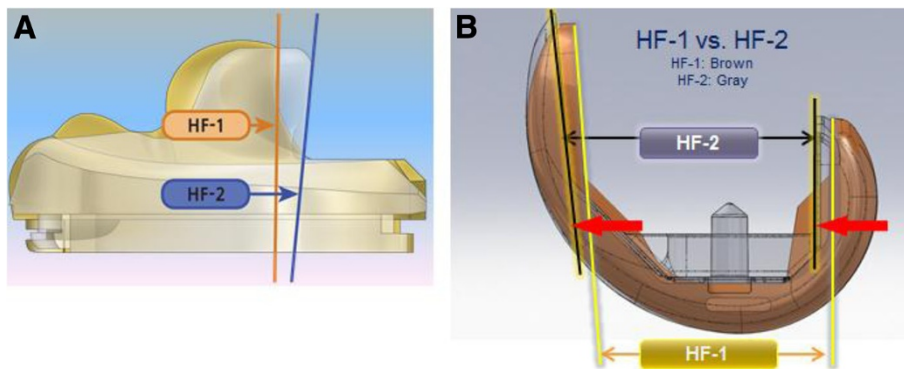 A
HF-1
HF-2
B
HF-1 vs. HF-2
HF-1: Brown
HF-2: Gray
HF-2
HF-1